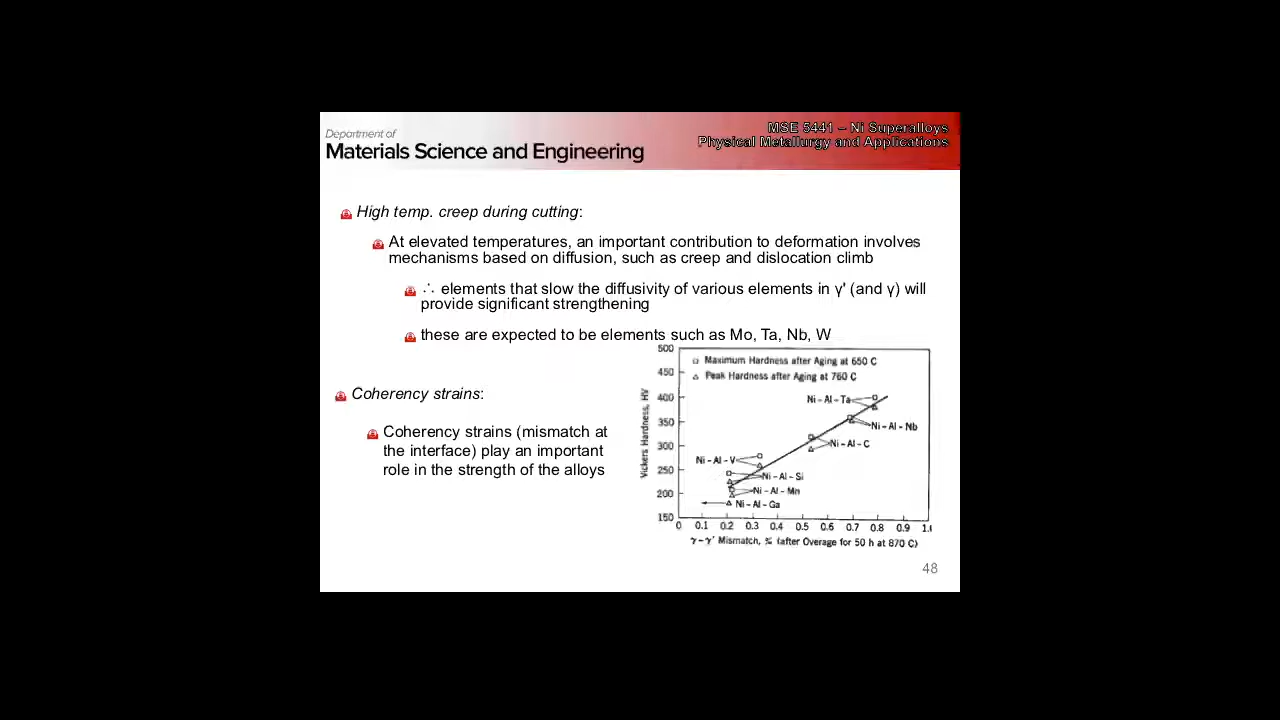 Department of
Materials Science and Engineering
MSE 5441 – Ni Superalloys
Physical Metallurgy and Applications
High temp. creep during cutting:
At elevated temperatures, an important contribution to deformation involves
mechanisms based on diffusion, such as creep and dislocation climb
∴ elements that slow the diffusivity of various elements in γ' (and γ) will
provide significant strengthening
these are expected to be elements such as Mo, Ta, Nb, W
Coherency strains:
Coherency strains (mismatch at
the interface) play an important
role in the strength of the alloys
Vickers Hardness, HV
500
450
400
350
300
250
200
150
Maximum Hardness after Aging at 650 C
Peak Hardness after Aging at 760 C
Ni-Al-Ta
Ni-Al-Nb
Ni-Al-C
Ni-Al-V
Ni-Al-Si
Ni-Al-Mn
Ni-Al-Ga
0 0.1 0.2 0.3 0.4 0.5 0.6 0.7 0.8 0.9 1.
γ-γ' Mismatch, % (after Overage for 50 h at 870 C)
48